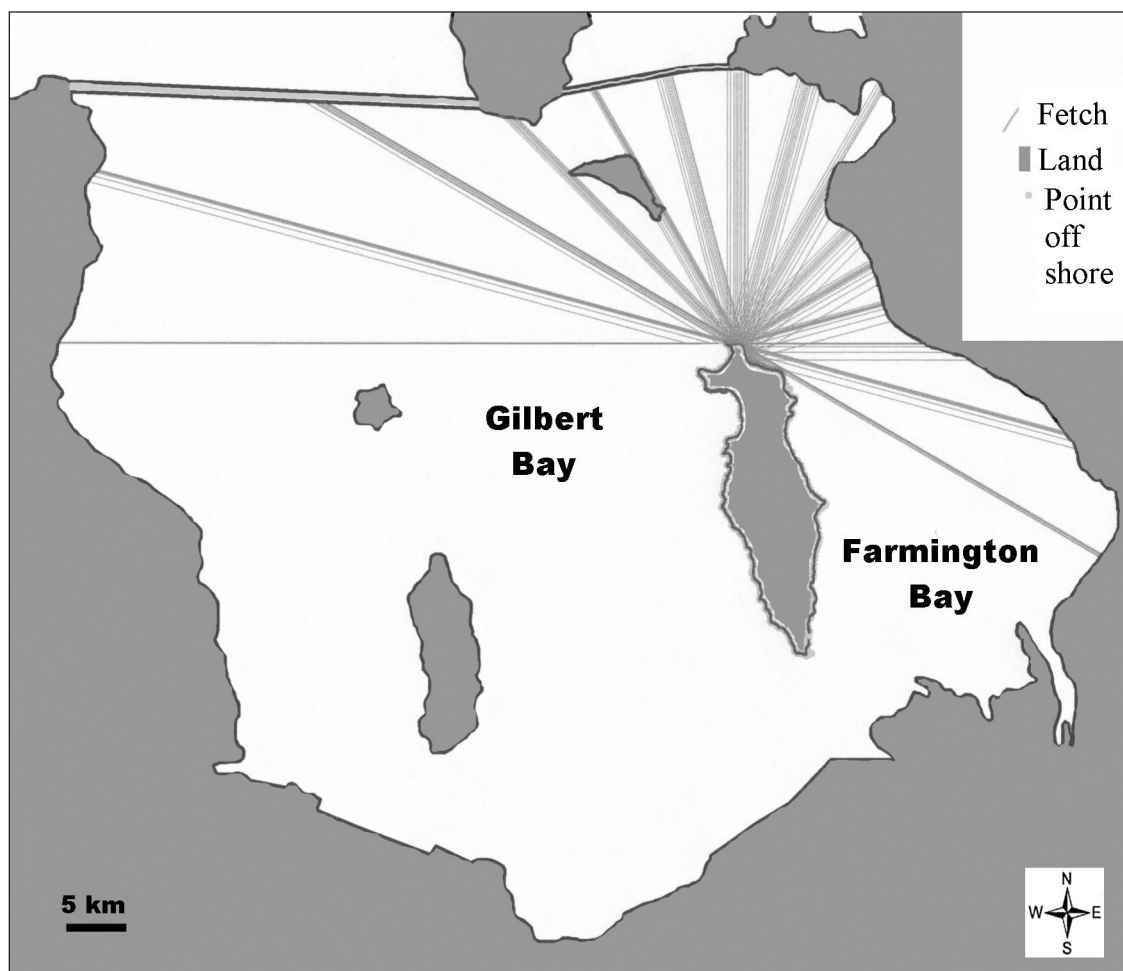 Fetch
Land
Point
off
shore
Gilbert
Bay
Farmington
Bay
5 km
N
W E
S